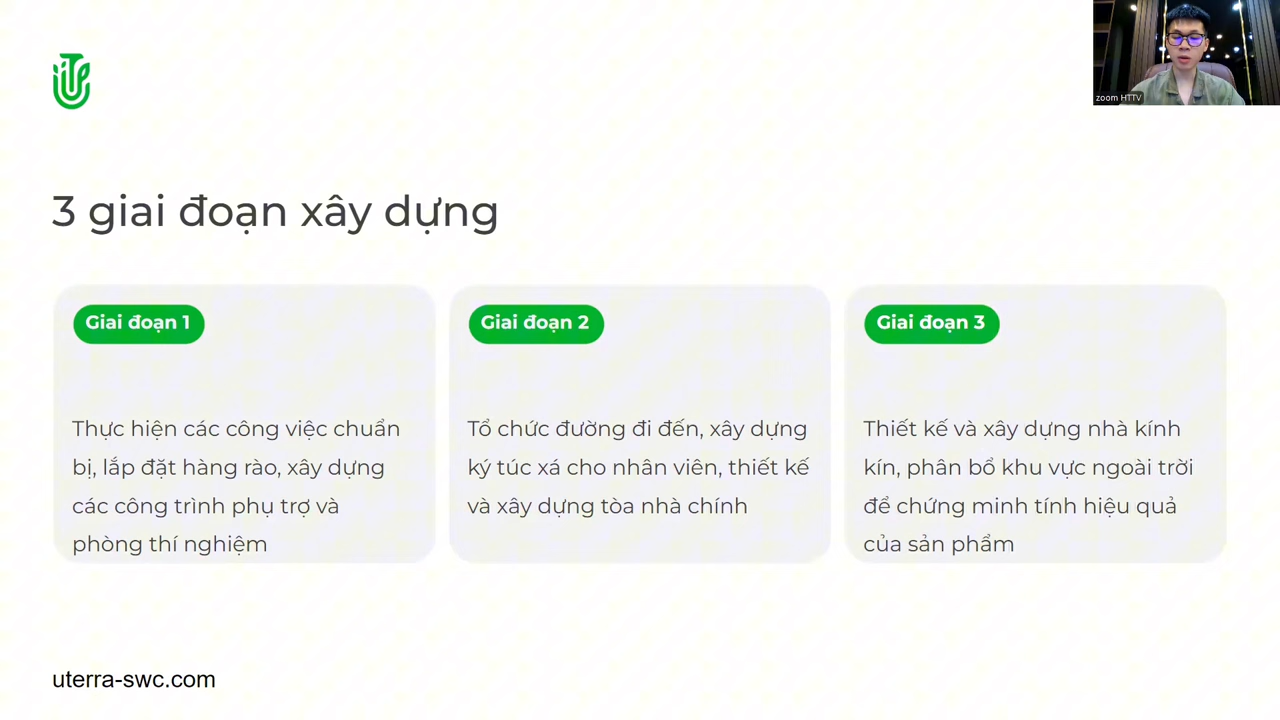 zoom HTTV
3 giai đoạn xây dựng
Giai đoạn 1
Thực hiện các công việc chuẩn
bị, lắp đặt hàng rào, xây dựng
các công trình phụ trợ và
phòng thí nghiệm
Giai đoạn 2
Tổ chức đường đi đến, xây dựng
ký túc xá cho nhân viên, thiết kế
và xây dựng tòa nhà chính
Giai đoạn 3
Thiết kế và xây dựng nhà kính
kín, phân bổ khu vực ngoài trời
để chứng minh tính hiệu quả
của sản phẩm
uterra-swc.com